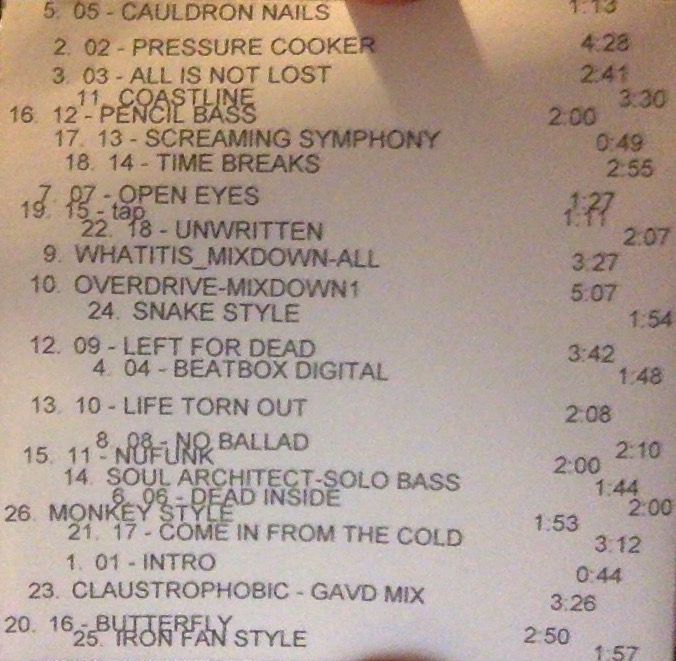 5. 05 - CAULDRON NAILS 1:13
2. 02 - PRESSURE COOKER 4:28
3. 03 - ALL IS NOT LOST 2:41
11. COASTLINE 3:30
16. 12 - PENCIL BASS 2:00
17. 13 - SCREAMING SYMPHONY 0:49
18. 14 - TIME BREAKS 2:55
7. 07 - OPEN EYES 1:27
19. 15 - tap 1:11
22. 18 - UNWRITTEN 2:07
9. WHATITIS_MIXDOWN-ALL 3:27
10. OVERDRIVE-MIXDOWN1 5:07
24. SNAKE STYLE 1:54
12. 09 - LEFT FOR DEAD 3:42
4. 04 - BEATBOX DIGITAL 1:48
13. 10 - LIFE TORN OUT 2:08
8. 08 - NO BALLAD 2:10
15. 11 - NUFUNK 2:00
14. SOUL ARCHITECT-SOLO BASS 1:44
6. 06 - DEAD INSIDE 2:00
26. MONKEY STYLE 1:53
21. 17 - COME IN FROM THE COLD 3:12
1. 01 - INTRO 0:44
23. CLAUSTROPHOBIC - GAVD MIX 3:26
20. 16 - BUTTERFLY 2:50
25. IRON FAN STYLE 1:57